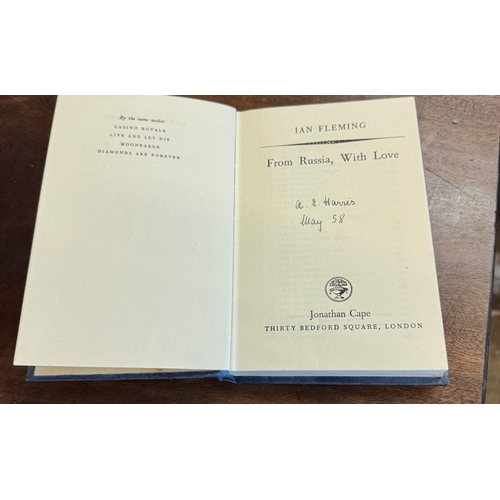 By the same author
CASINO ROYALE
LIVE AND LET DIE
MOONRAKER
DIAMONDS ARE FOREVER
IAN FLEMING
From Russia, With Love
A. E. Harris
May 58
Jonathan Cape
THIRTY BEDFORD SQUARE, LONDON